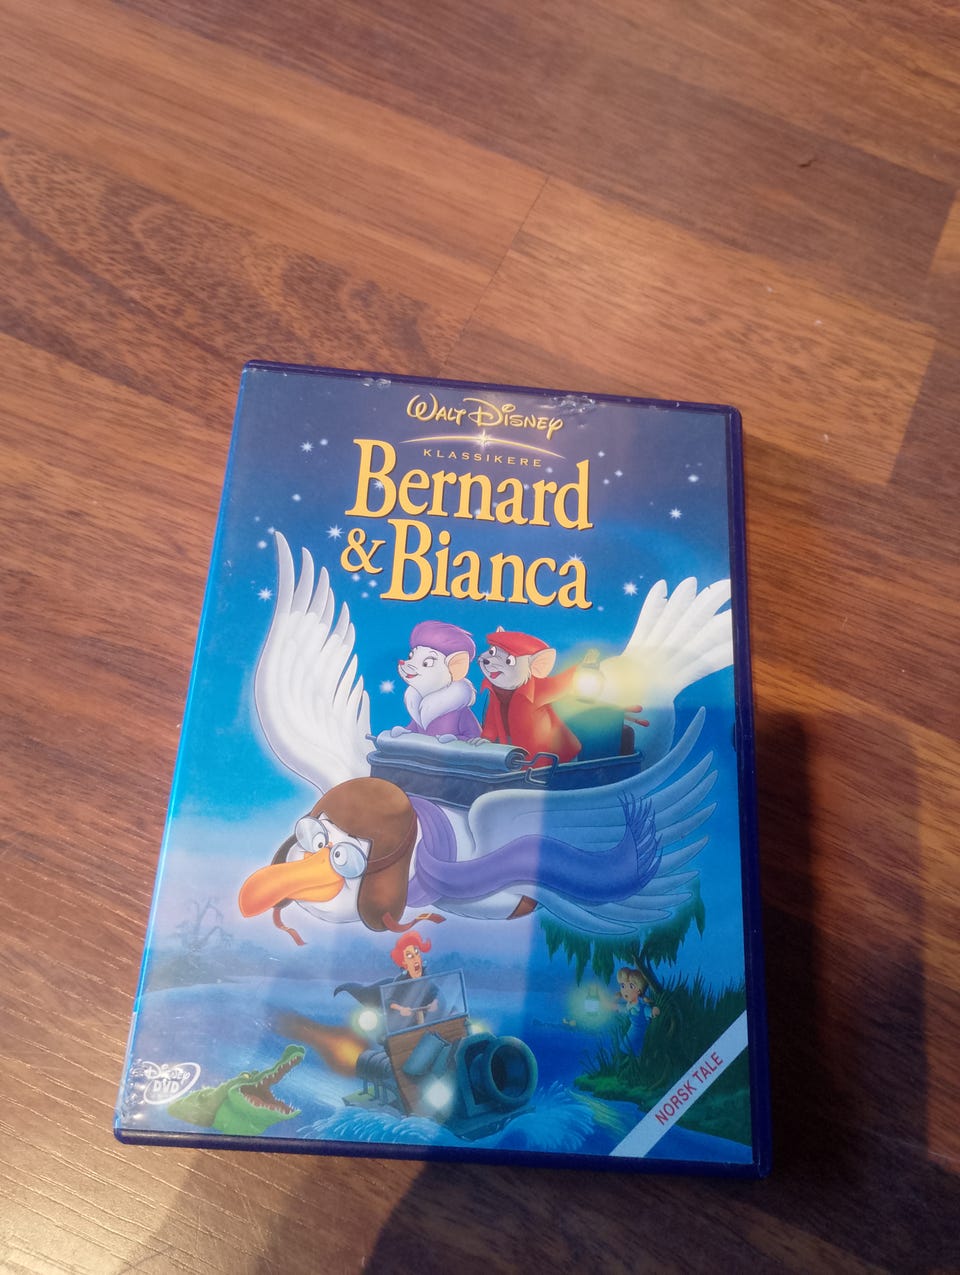 WALT DISNEY
KLASSIKERE
Bernard
& Bianca
DISNEY
DVD
NORSK TALE